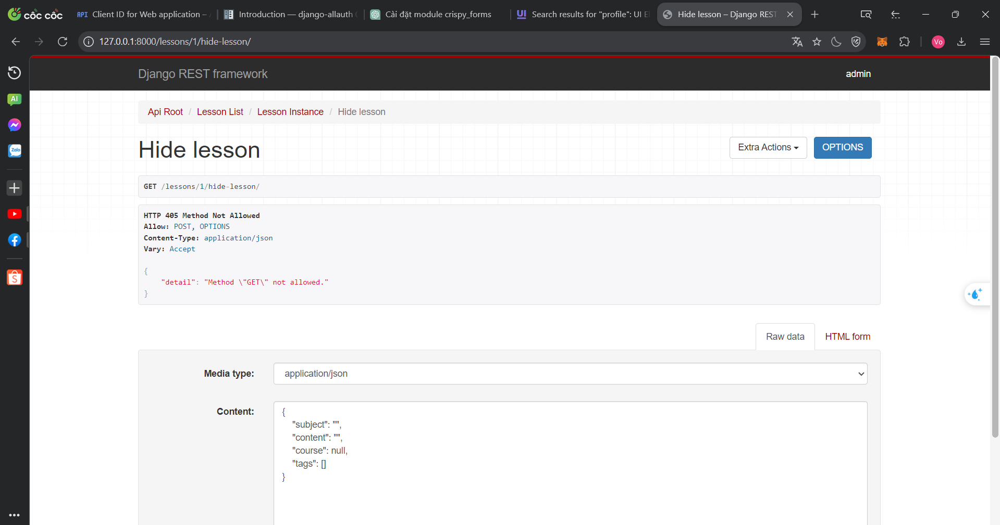 cốc cốc
API Client ID for Web application –
Introduction — django-allauth
Cài đặt module crispy_forms
UI Search results for "profile": UI E
Hide lesson – Django REST
127.0.0.1:8000/lessons/1/hide-lesson/
Vo
AI
Zalo
Django REST framework
admin
Api Root / Lesson List / Lesson Instance / Hide lesson
Hide lesson
Extra Actions
OPTIONS
GET /lessons/1/hide-lesson/
HTTP 405 Method Not Allowed
Allow: POST, OPTIONS
Content-Type: application/json
Vary: Accept
{
"detail": "Method \"GET\" not allowed."
}
Raw data
HTML form
Media type:
application/json
Content:
{
"subject": "",
"content": "",
"course": null,
"tags": []
}